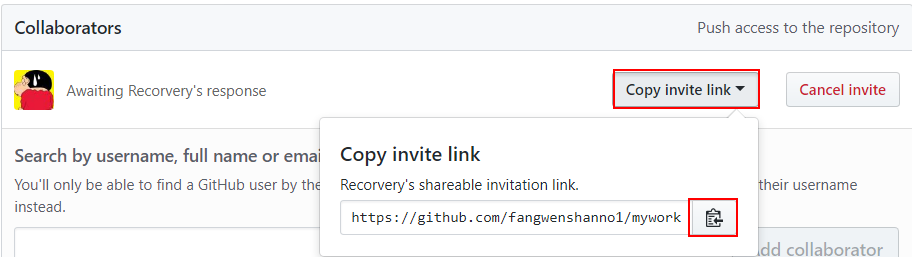 Collaborators
Push access to the repository
Awaiting Recorvery's response
Copy invite link
Cancel invite
Copy invite link
Recorvery's shareable invitation link.
https://github.com/fangwenshanno1/mywork
Search by username, full name or emai
You'll only be able to find a GitHub user by the
their username
instead.
dd collaborator